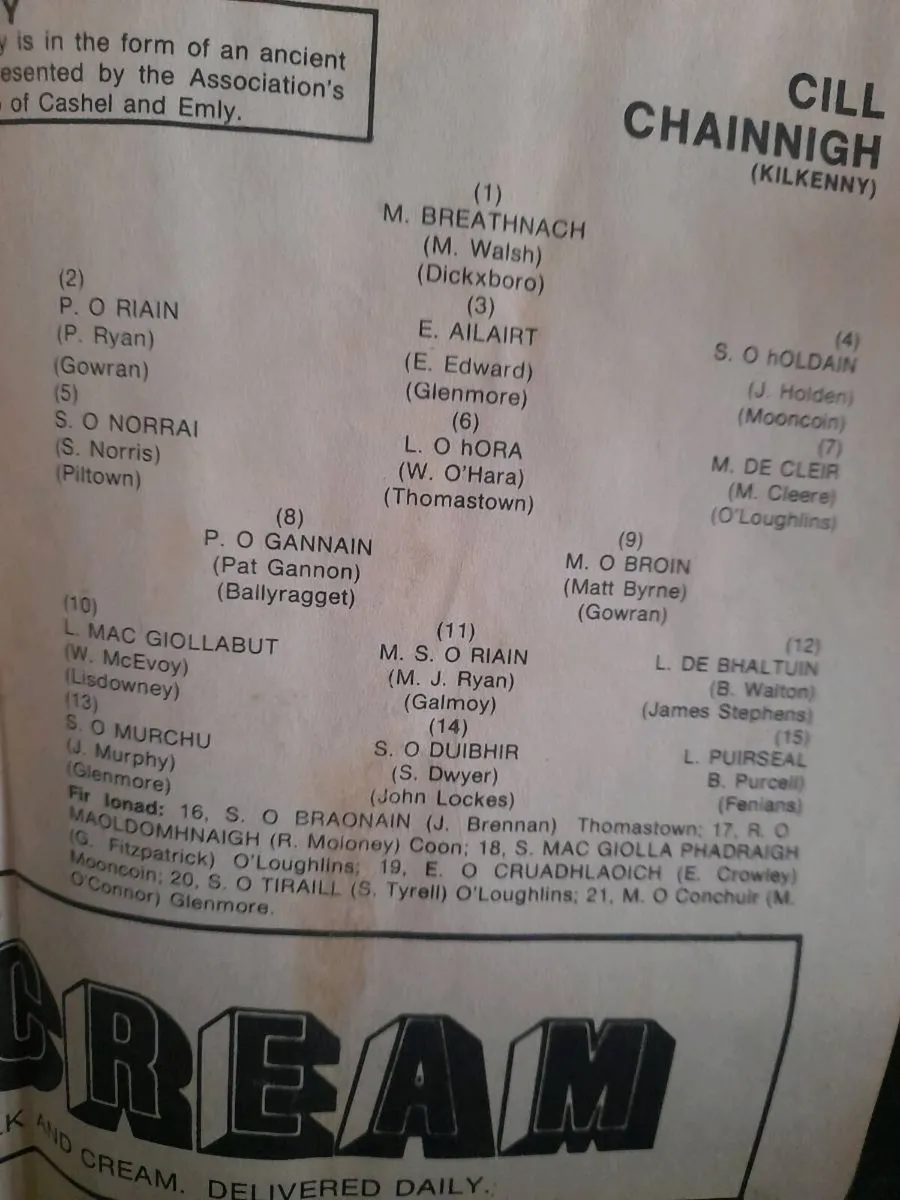 Y
is in the form of an ancient
esented by the Association's
of Cashel and Emly.
CILL
CHAINNIGH
(KILKENNY)
(1)
M. BREATHNACH
(M. Walsh)
(Dickxboro)
(2)
P. O RIAIN
(P. Ryan)
(Gowran)
(3)
E. AILAIRT
(E. Edward)
(Glenmore)
(4)
S. O hOLDAIN
(J. Holden)
(Mooncoin)
(5)
S. O NORRAI
(S. Norris)
(Piltown)
(6)
L. O hORA
(W. O'Hara)
(Thomastown)
(7)
M. DE CLEIR
(M. Cleere)
(O'Loughlins)
(8)
P. O GANNAIN
(Pat Gannon)
(Ballyragget)
(9)
M. O BROIN
(Matt Byrne)
(Gowran)
(10)
L. MAC GIOLLABUT
(W. McEvoy)
(Lisdowney)
(11)
M. S. O RIAIN
(M. J. Ryan)
(Galmoy)
(12)
L. DE BHALTUIN
(B. Walton)
(James Stephens)
(13)
S. O MURCHU
(J. Murphy)
(Glenmore)
(14)
S. O DUIBHIR
(S. Dwyer)
(John Lockes)
(15)
L. PUIRSEAL
B. Purcell)
(Fenians)
Fir Ionad: 16, S. O BRAONAIN (J. Brennan) Thomastown; 17, R. O
MAOLDOMHNAIGH (R. Moloney) Coon; 18, S. MAC GIOLLA PHADRAIGH
(G. Fitzpatrick) O'Loughlins; 19, E. O CRUADHLAOICH (E. Crowley)
Mooncoin; 20, S. O TIRAILL (S. Tyrell) O'Loughlins; 21, M. O Conchuir (M.
O'Connor) Glenmore.
CREAM
AND CREAM. DELIVERED DAILY.